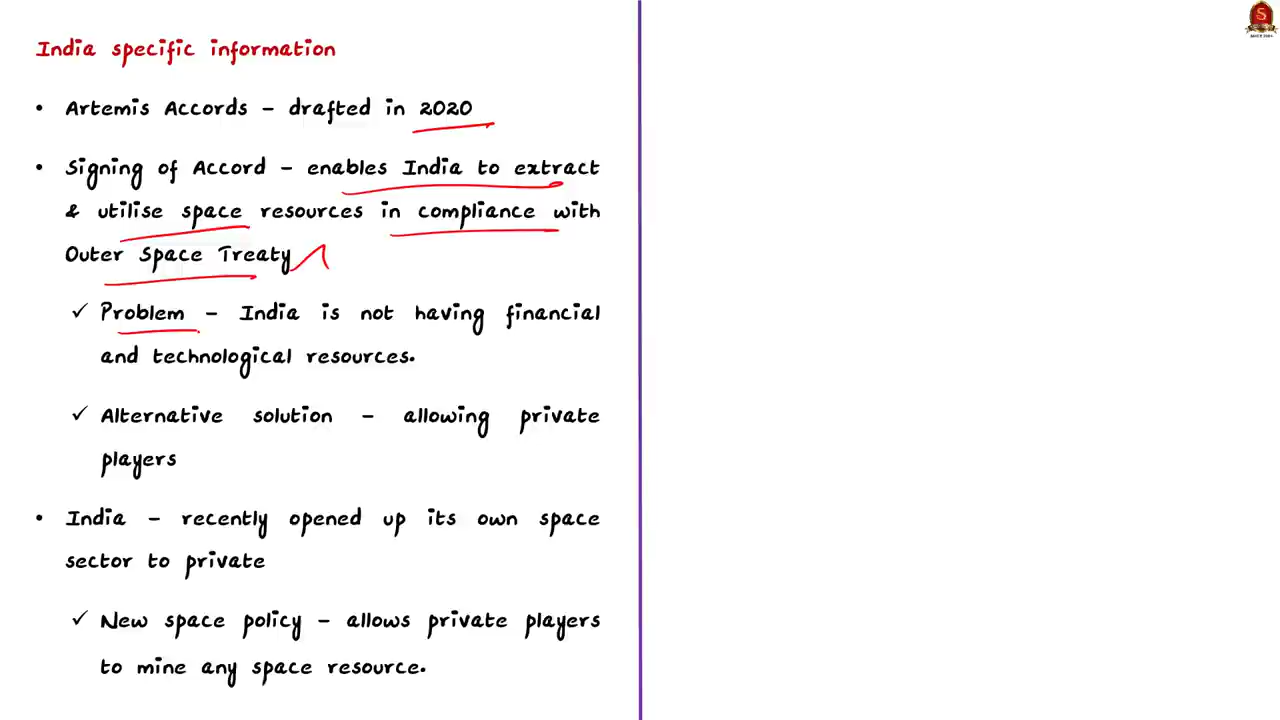 India specific information
• Artemis Accords - drafted in 2020
• Signing of Accord - enables India to extract
& utilise space resources in compliance with
Outer Space Treaty
✓ Problem - India is not having financial
and technological resources.
✓ Alternative solution - allowing private
players
• India - recently opened up its own space
sector to private
✓ New space policy - allows private players
to mine any space resource.
S